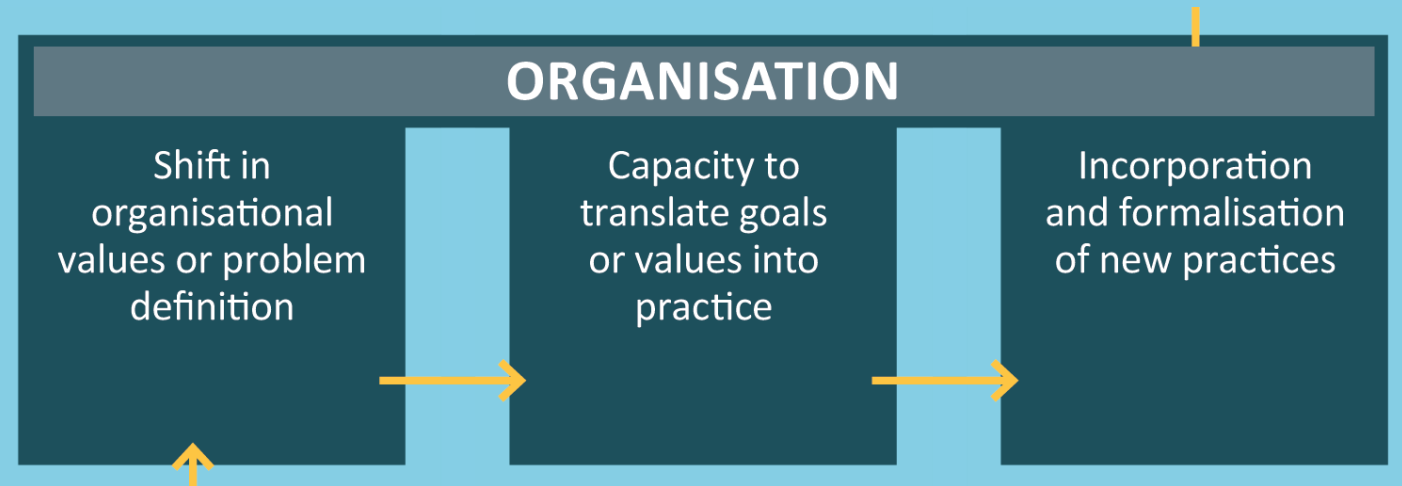 ORGANISATION
Shift in
organisational
values or problem
definition
Capacity to
translate goals
or values into
practice
Incorporation
and formalisation
of new practices